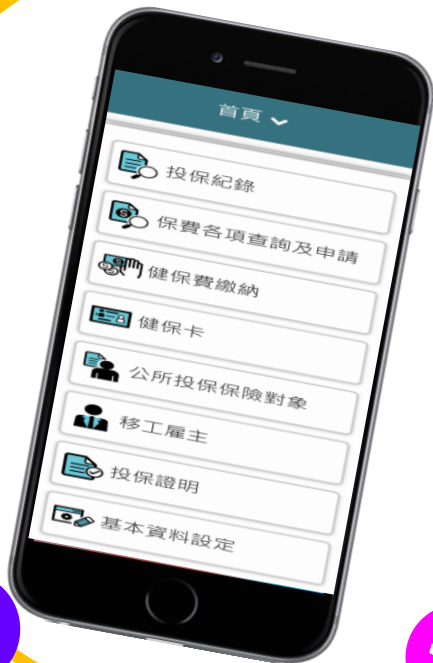 首頁
投保紀錄
保費各項查詢及申請
健保費繳納
健保卡
公所投保保險對象
移工雇主
投保證明
基本資料設定